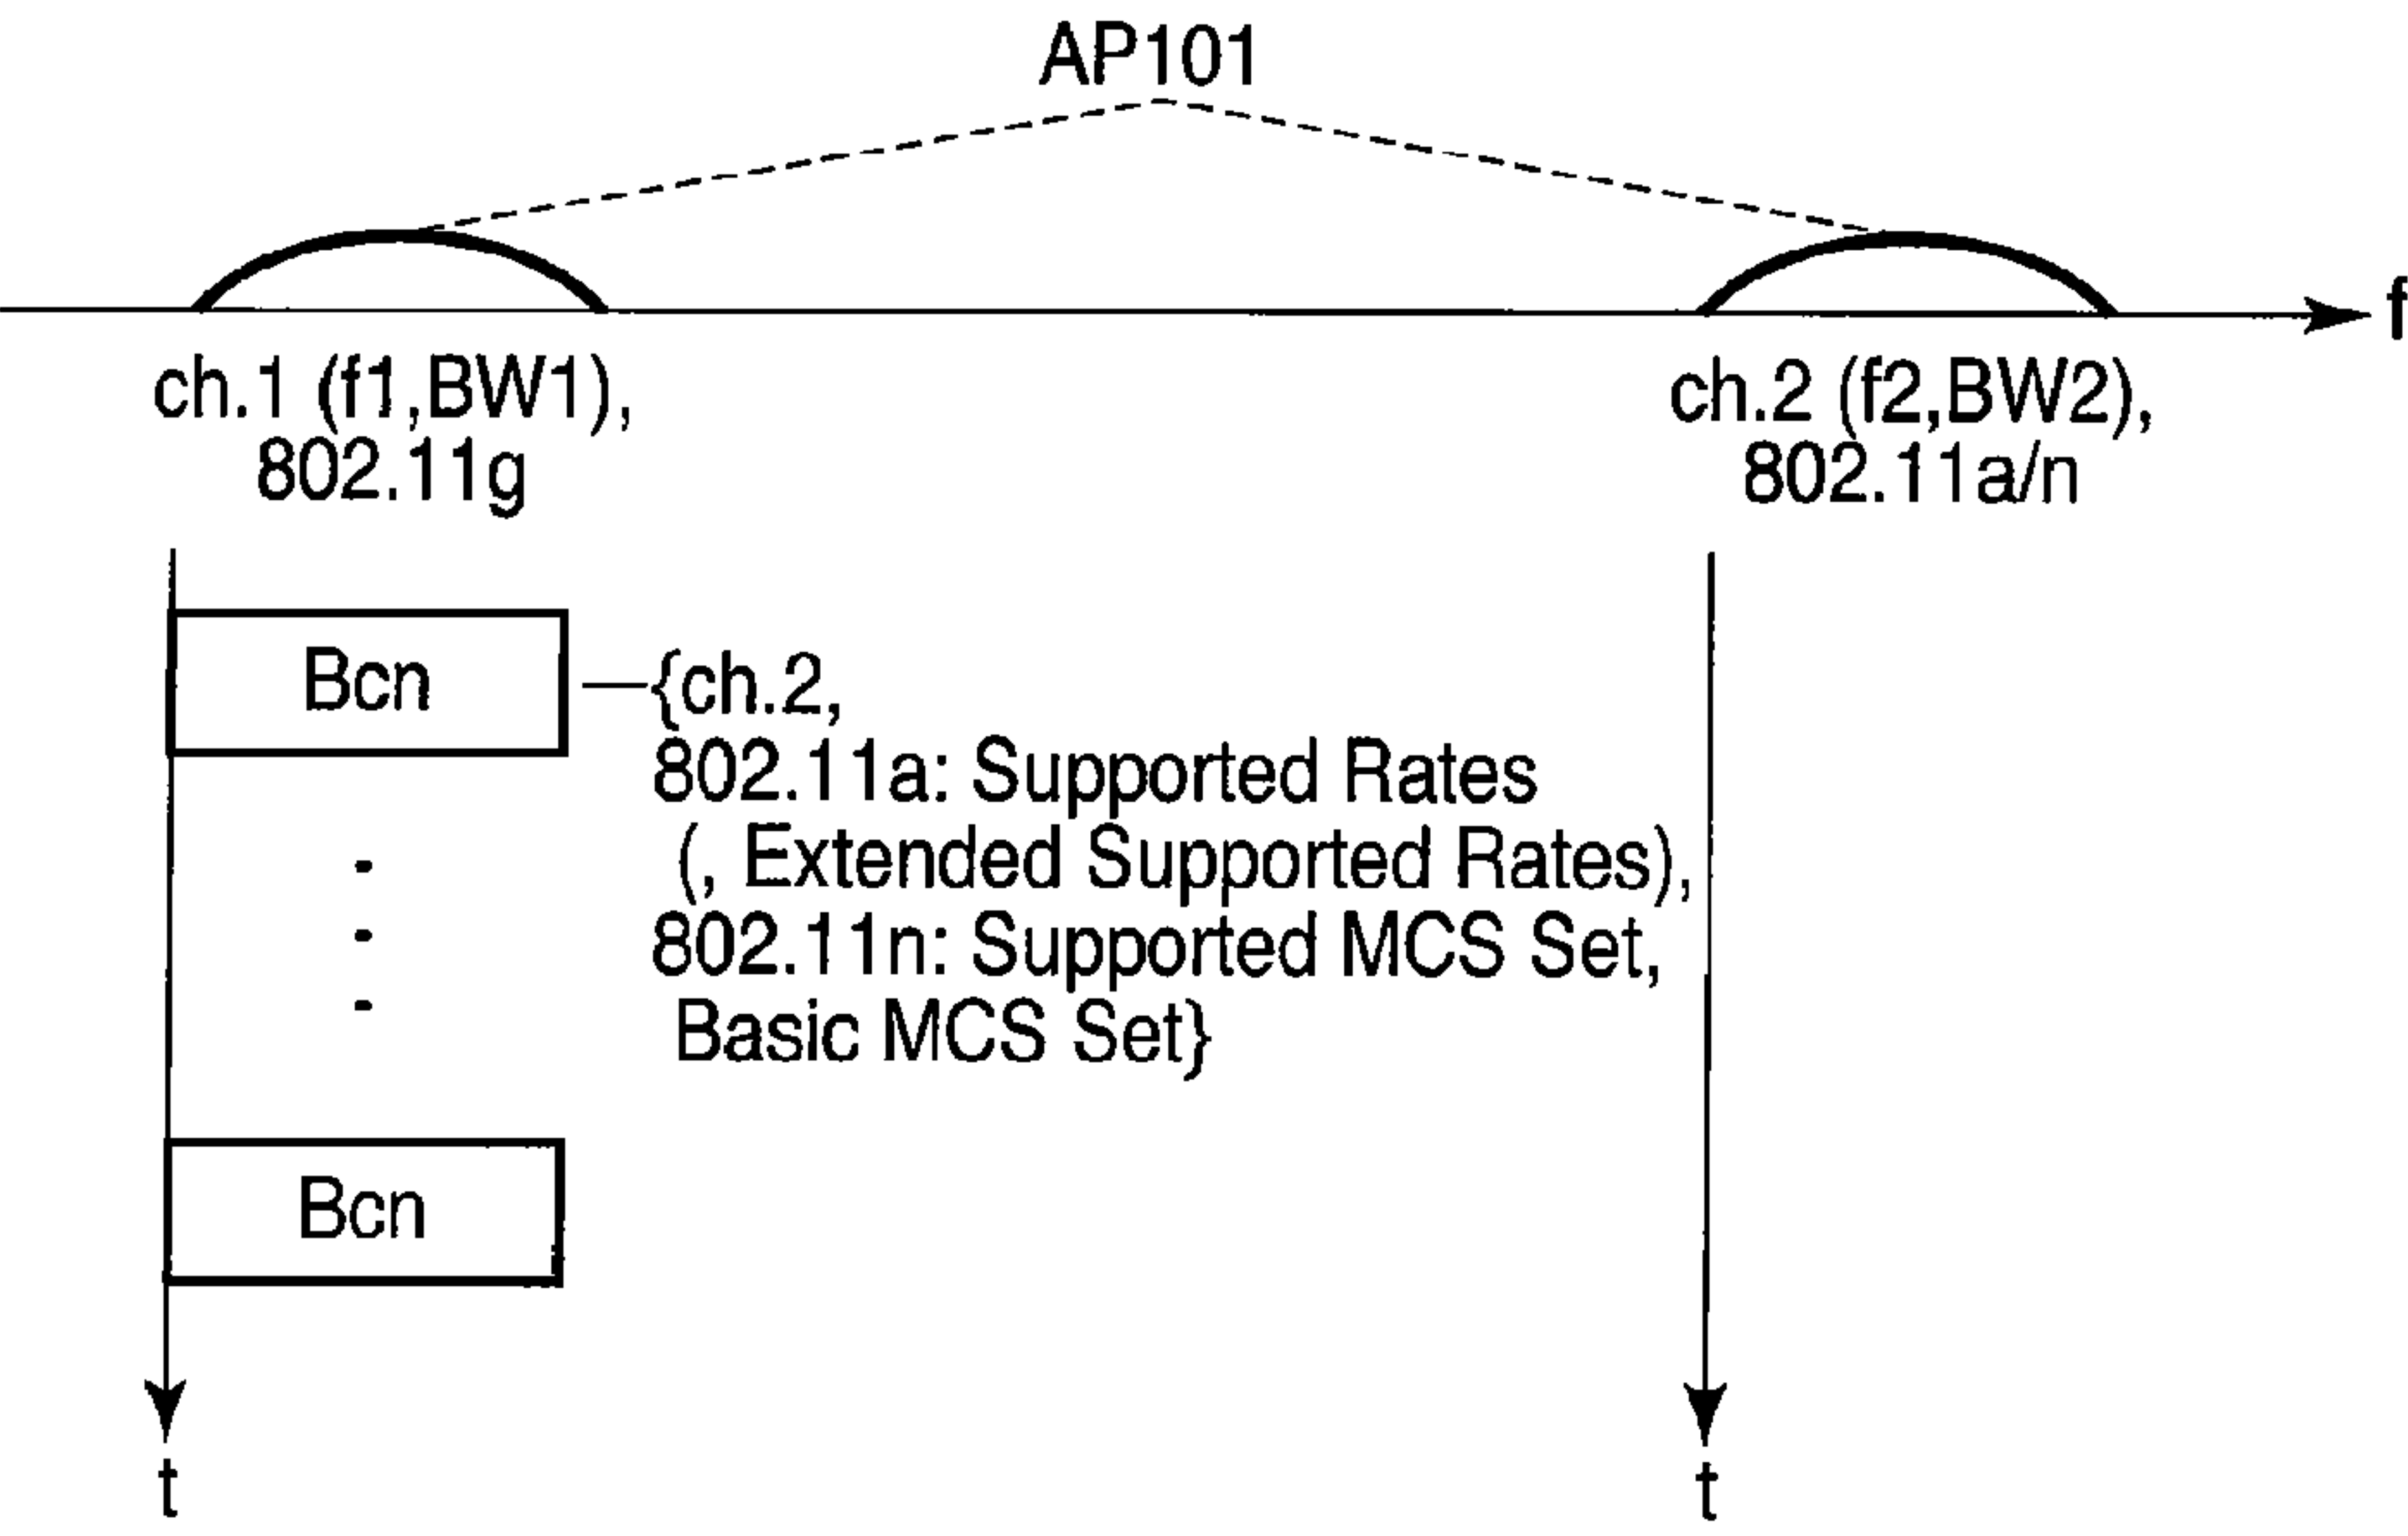 AP101
f
ch.1 (f1,BW1),
802.11g
ch.2 (f2,BW2),
802.11a/n
Bcn
{ch.2,
802.11a: Supported Rates
(, Extended Supported Rates),
802.11n: Supported MCS Set,
Basic MCS Set}
Bcn
t
t